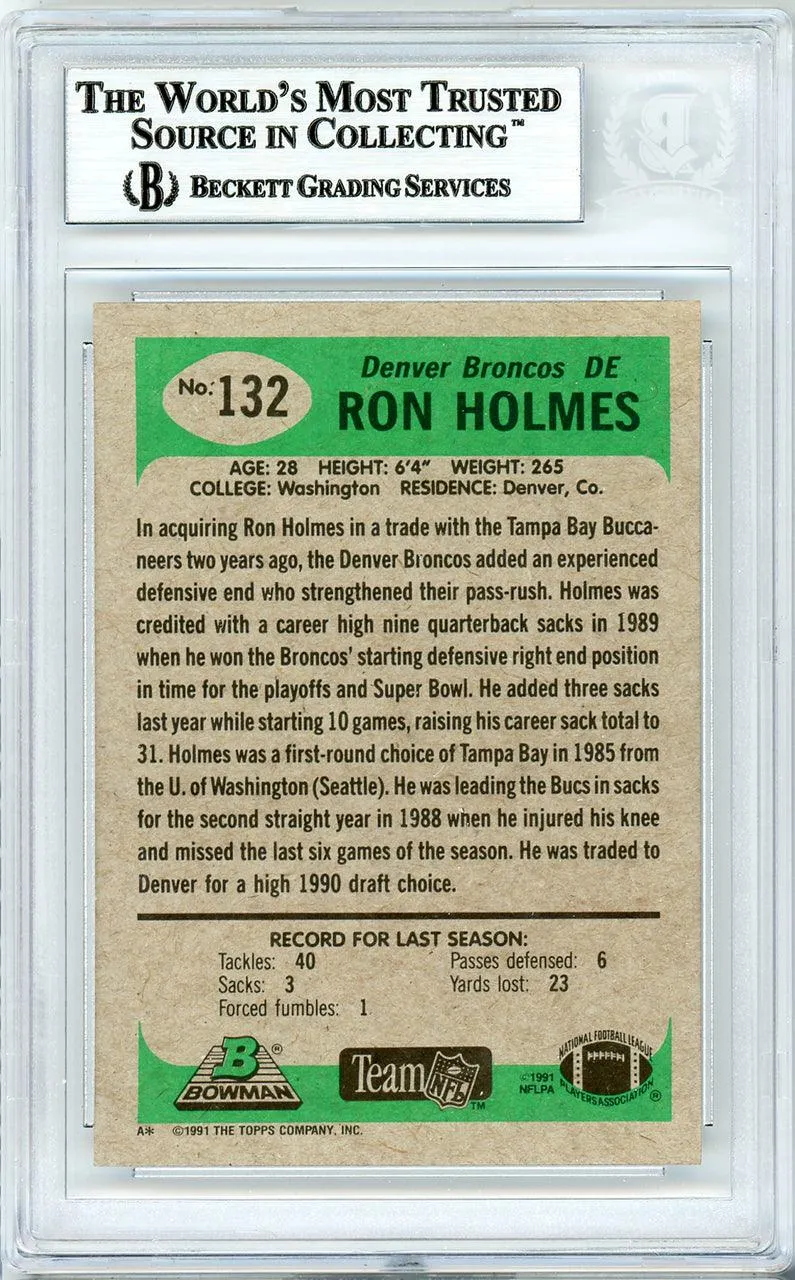 THE WORLD'S MOST TRUSTED
SOURCE IN COLLECTING™
B BECKETT GRADING SERVICES
No: 132
Denver Broncos DE
RON HOLMES
AGE: 28 HEIGHT: 6'4" WEIGHT: 265
COLLEGE: Washington RESIDENCE: Denver, Co.
In acquiring Ron Holmes in a trade with the Tampa Bay Bucca-
neers two years ago, the Denver Broncos added an experienced
defensive end who strengthened their pass-rush. Holmes was
credited with a career high nine quarterback sacks in 1989
when he won the Broncos' starting defensive right end position
in time for the playoffs and Super Bowl. He added three sacks
last year while starting 10 games, raising his career sack total to
31. Holmes was a first-round choice of Tampa Bay in 1985 from
the U. of Washington (Seattle). He was leading the Bucs in sacks
for the second straight year in 1988 when he injured his knee
and missed the last six games of the season. He was traded to
Denver for a high 1990 draft choice.
RECORD FOR LAST SEASON:
Tackles: 40 Passes defensed: 6
Sacks: 3 Yards lost: 23
Forced fumbles: 1
B®
BOWMAN
Team NFL™
©1991
NFLPA
NATIONAL FOOTBALL LEAGUE
PLAYERS ASSOCIATION®
A* ©1991 THE TOPPS COMPANY, INC.